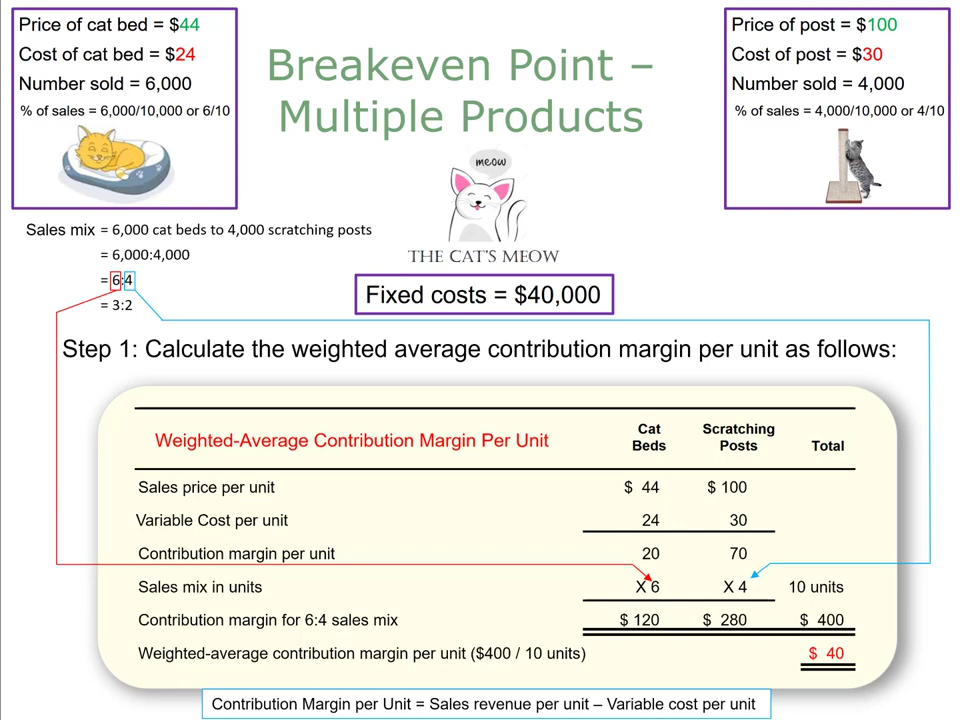 Price of cat bed = $44
Cost of cat bed = $24
Number sold = 6,000
% of sales = 6,000/10,000 or 6/10
Breakeven Point –
Multiple Products
Price of post = $100
Cost of post = $30
Number sold = 4,000
% of sales = 4,000/10,000 or 4/10
meow
THE CAT'S MEOW
Sales mix = 6,000 cat beds to 4,000 scratching posts
= 6,000:4,000
= 6:4
= 3:2
Fixed costs = $40,000
Step 1: Calculate the weighted average contribution margin per unit as follows:
Weighted-Average Contribution Margin Per Unit Cat Beds Scratching Posts Total
Sales price per unit $ 44 $ 100
Variable Cost per unit 24 30
Contribution margin per unit 20 70
Sales mix in units X 6 X 4 10 units
Contribution margin for 6:4 sales mix $ 120 $ 280 $ 400
Weighted-average contribution margin per unit ($400 / 10 units) $ 40
Contribution Margin per Unit = Sales revenue per unit – Variable cost per unit